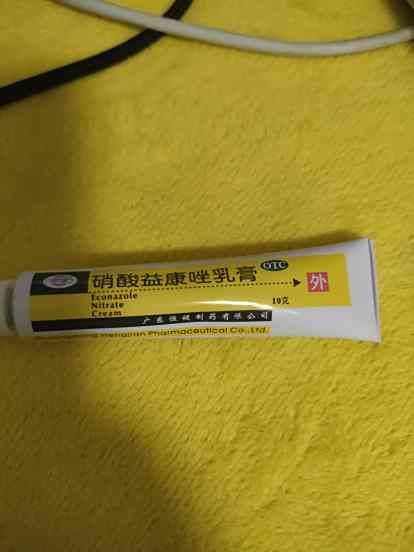 硝酸益康唑乳膏
OTC
Econazole
Nitrate
Cream
10克
外
广东恒健制药有限公司
Hengjian Pharmaceutical Co.,Ltd.